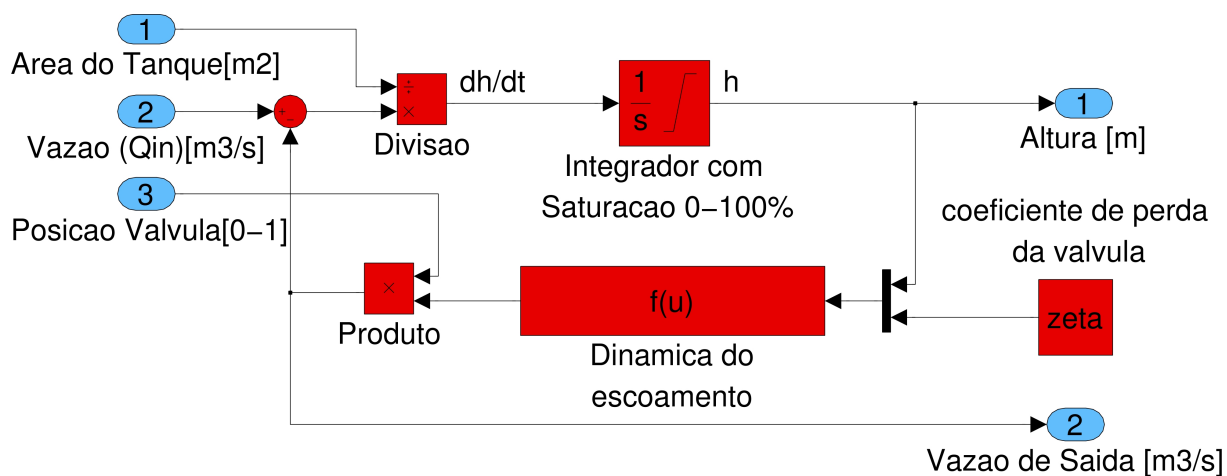 1
Area do Tanque[m2]
2
Vazao (Qin)[m3/s]
3
Posicao Valvula[0−1]
+
−
÷
×
Divisao
dh/dt
1
s
Integrador com
Saturacao 0−100%
h
1
Altura [m]
coeficiente de perda
da valvula
zeta
×
Produto
f(u)
Dinamica do
escoamento
2
Vazao de Saida [m3/s]